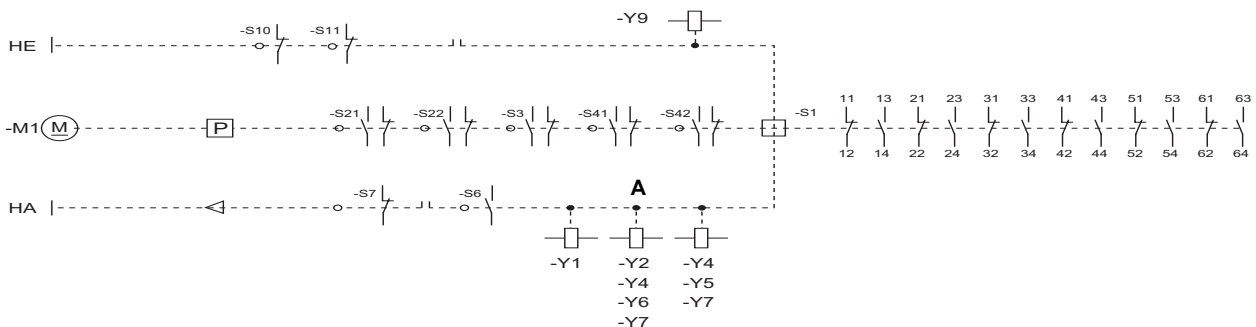 -Y9
HE
-S10 -S11
11 13 21 23 31 33 41 43 51 53 61 63
-M1 M P -S21 -S22 -S3 -S41 -S42 -S1
12 14 22 24 32 34 42 44 52 54 62 64
-S7 -S6 A
HA
-Y1 -Y2 -Y4
-Y4 -Y5
-Y6 -Y7
-Y7